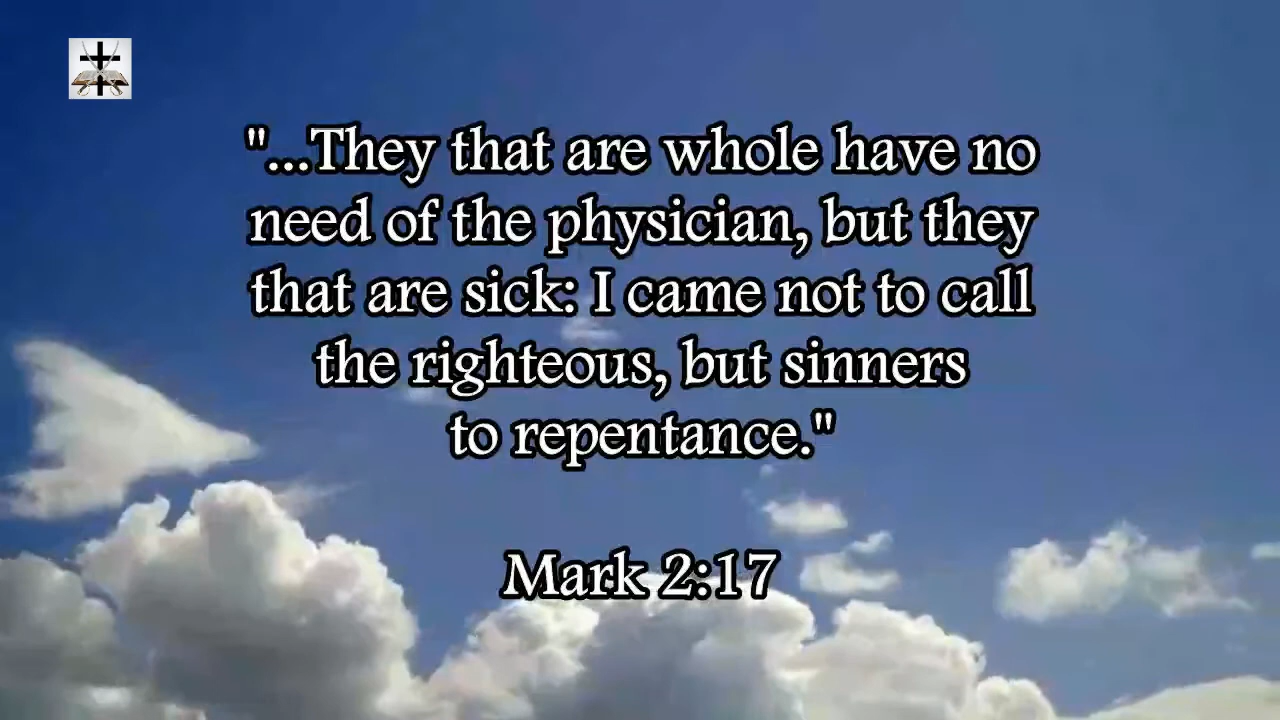 "...They that are whole have no
need of the physician, but they
that are sick: I came not to call
the righteous, but sinners
to repentance."
Mark 2:17